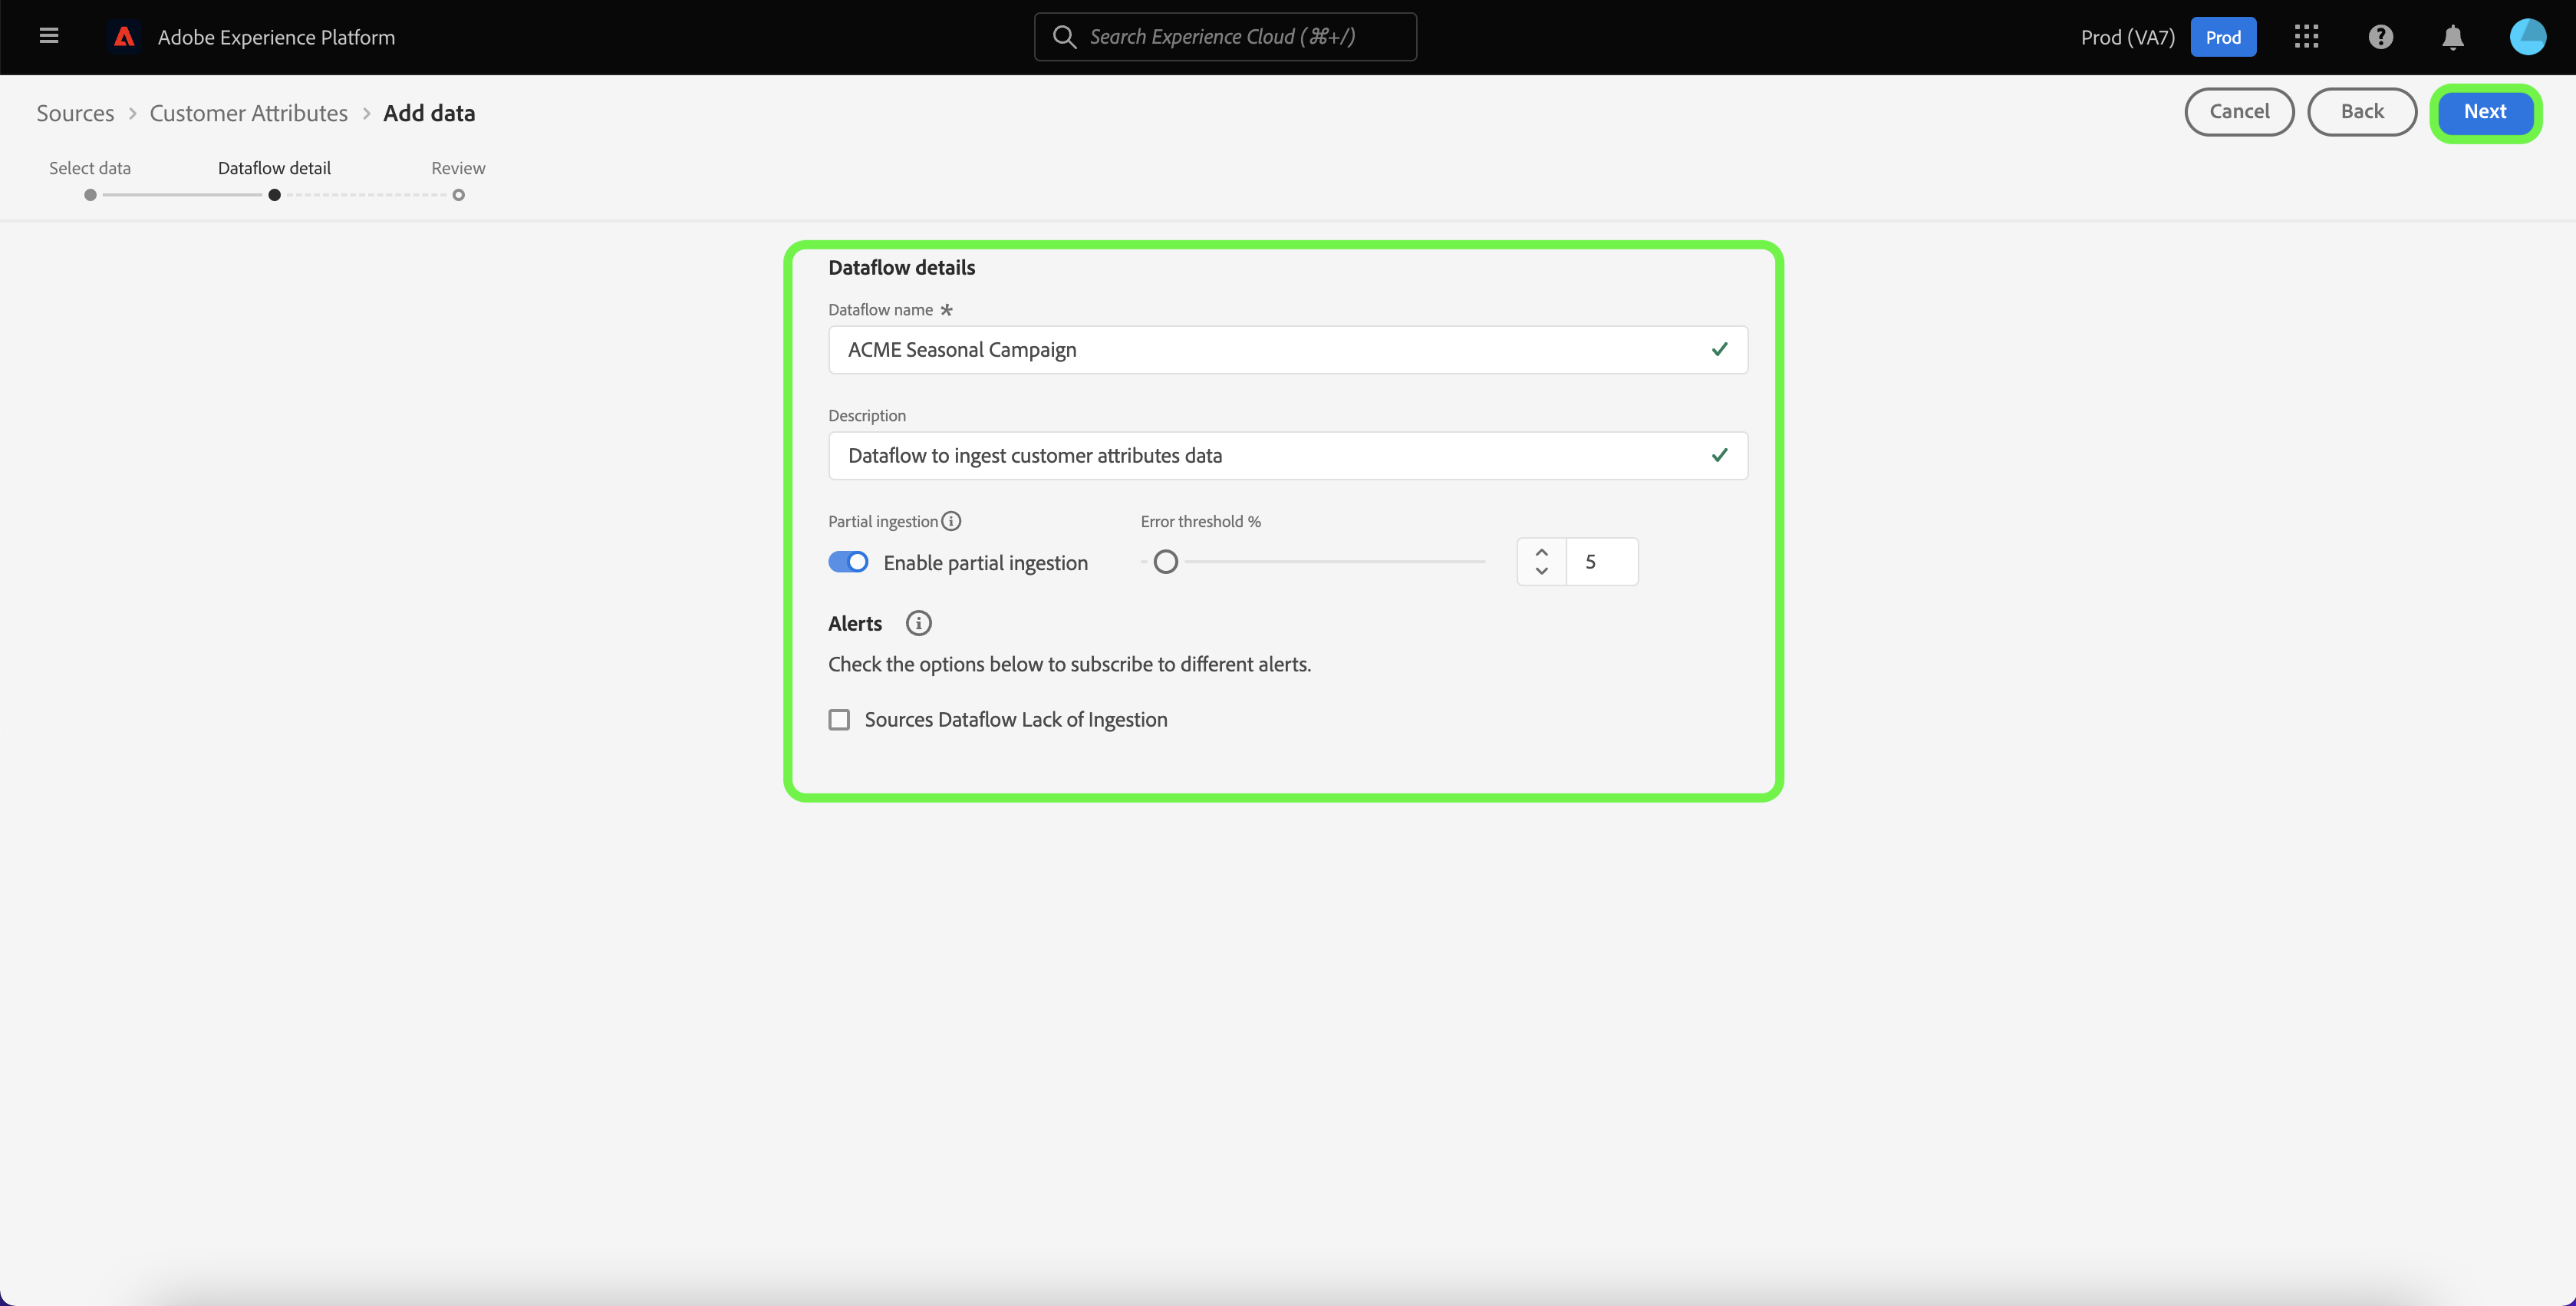 Adobe Experience Platform
Search Experience Cloud (⌘+/)
Prod (VA7)
Prod
Sources > Customer Attributes > Add data
Cancel
Back
Next
Select data
Dataflow detail
Review
Dataflow details
Dataflow name *
ACME Seasonal Campaign
Description
Dataflow to ingest customer attributes data
Partial ingestion
Error threshold %
Enable partial ingestion
5
Alerts
Check the options below to subscribe to different alerts.
Sources Dataflow Lack of Ingestion